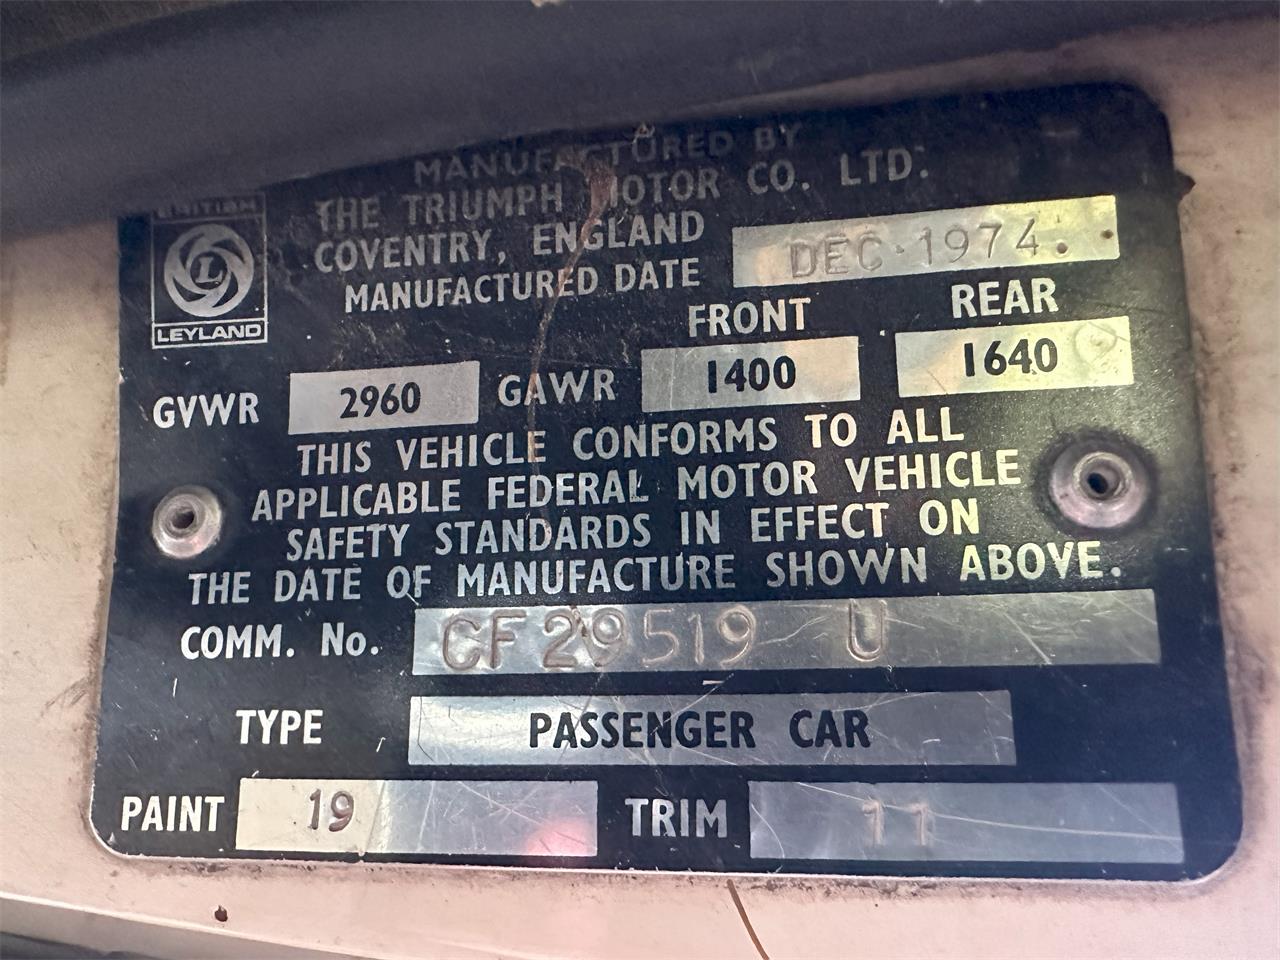 MANUFACTURED BY
THE TRIUMPH MOTOR CO. LTD.
COVENTRY, ENGLAND
MANUFACTURED DATE DEC·1974.
BRITISH
L
LEYLAND
FRONT REAR
GVWR 2960 GAWR 1400 1640
THIS VEHICLE CONFORMS TO ALL
APPLICABLE FEDERAL MOTOR VEHICLE
SAFETY STANDARDS IN EFFECT ON
THE DATE OF MANUFACTURE SHOWN ABOVE.
COMM. No. CF29519 U
TYPE PASSENGER CAR
PAINT 19 TRIM 11